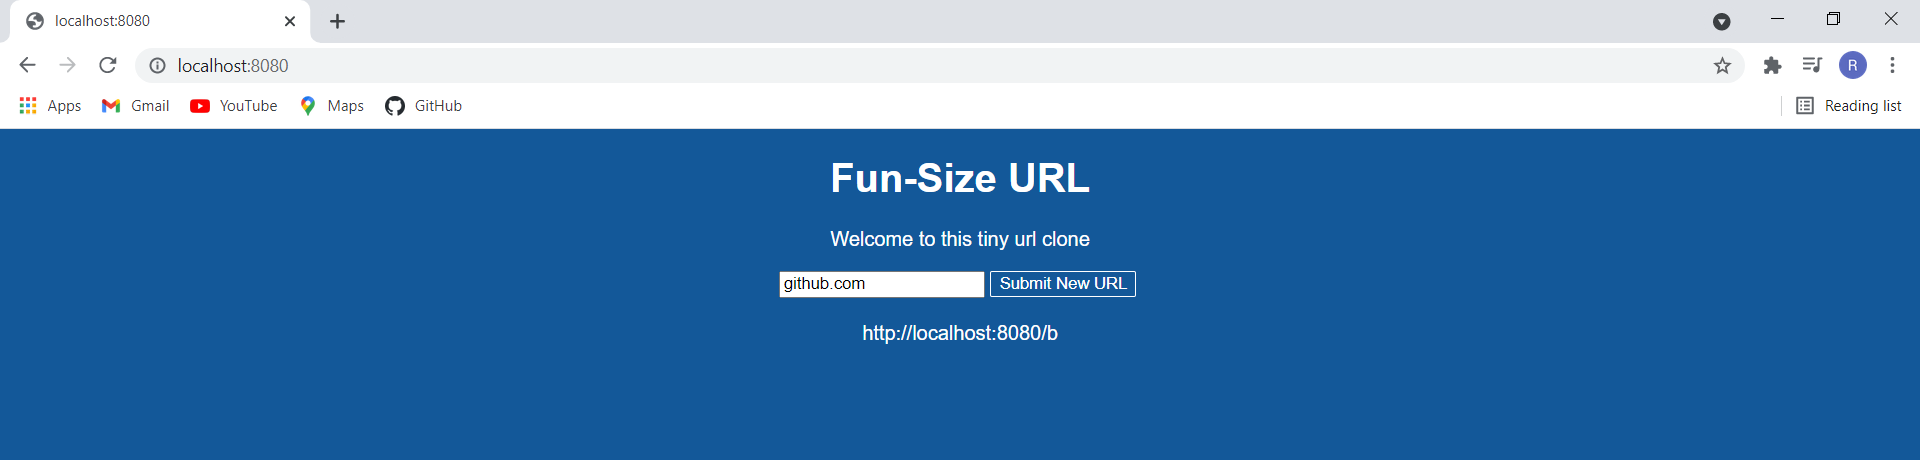 localhost:8080
localhost:8080
Apps Gmail YouTube Maps GitHub Reading list
R
Fun-Size URL
Welcome to this tiny url clone
github.com Submit New URL
http://localhost:8080/b